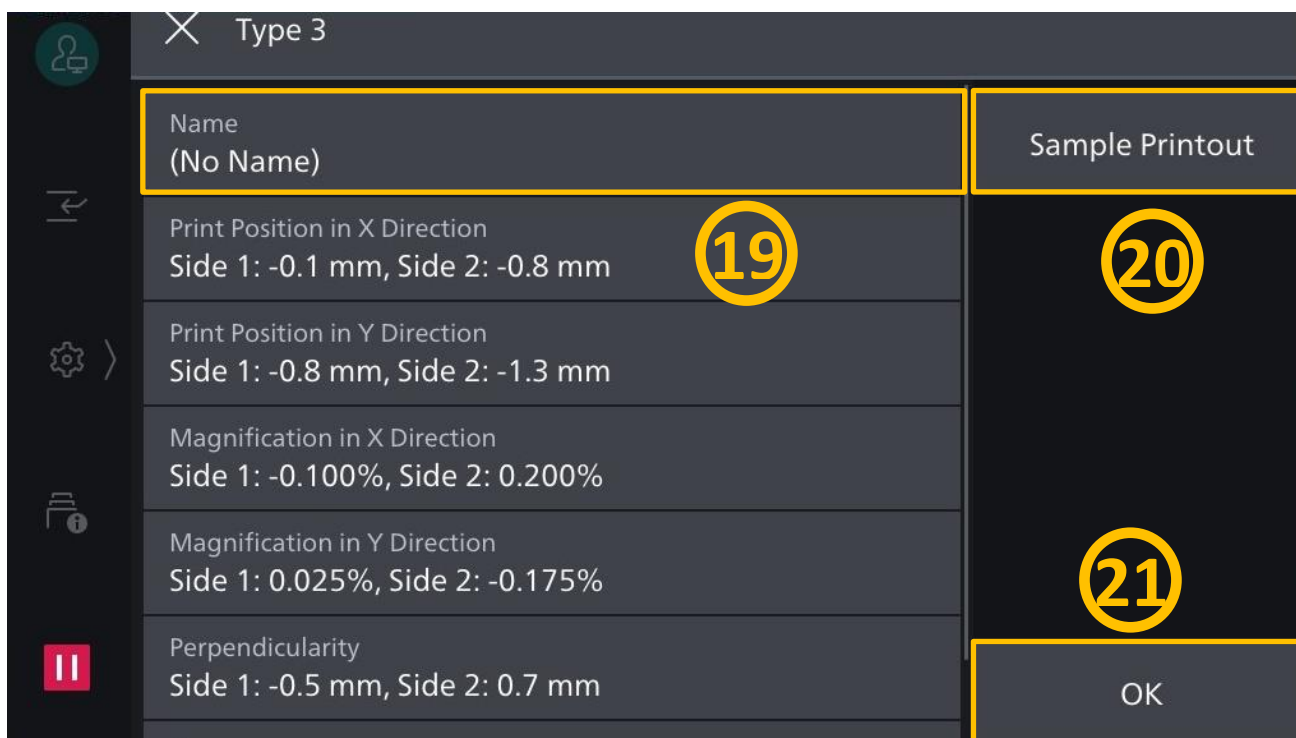 Type 3
Name
(No Name)
Sample Printout
Print Position in X Direction
Side 1: -0.1 mm, Side 2: -0.8 mm
19
20
Print Position in Y Direction
Side 1: -0.8 mm, Side 2: -1.3 mm
Magnification in X Direction
Side 1: -0.100%, Side 2: 0.200%
Magnification in Y Direction
Side 1: 0.025%, Side 2: -0.175%
21
Perpendicularity
Side 1: -0.5 mm, Side 2: 0.7 mm
OK